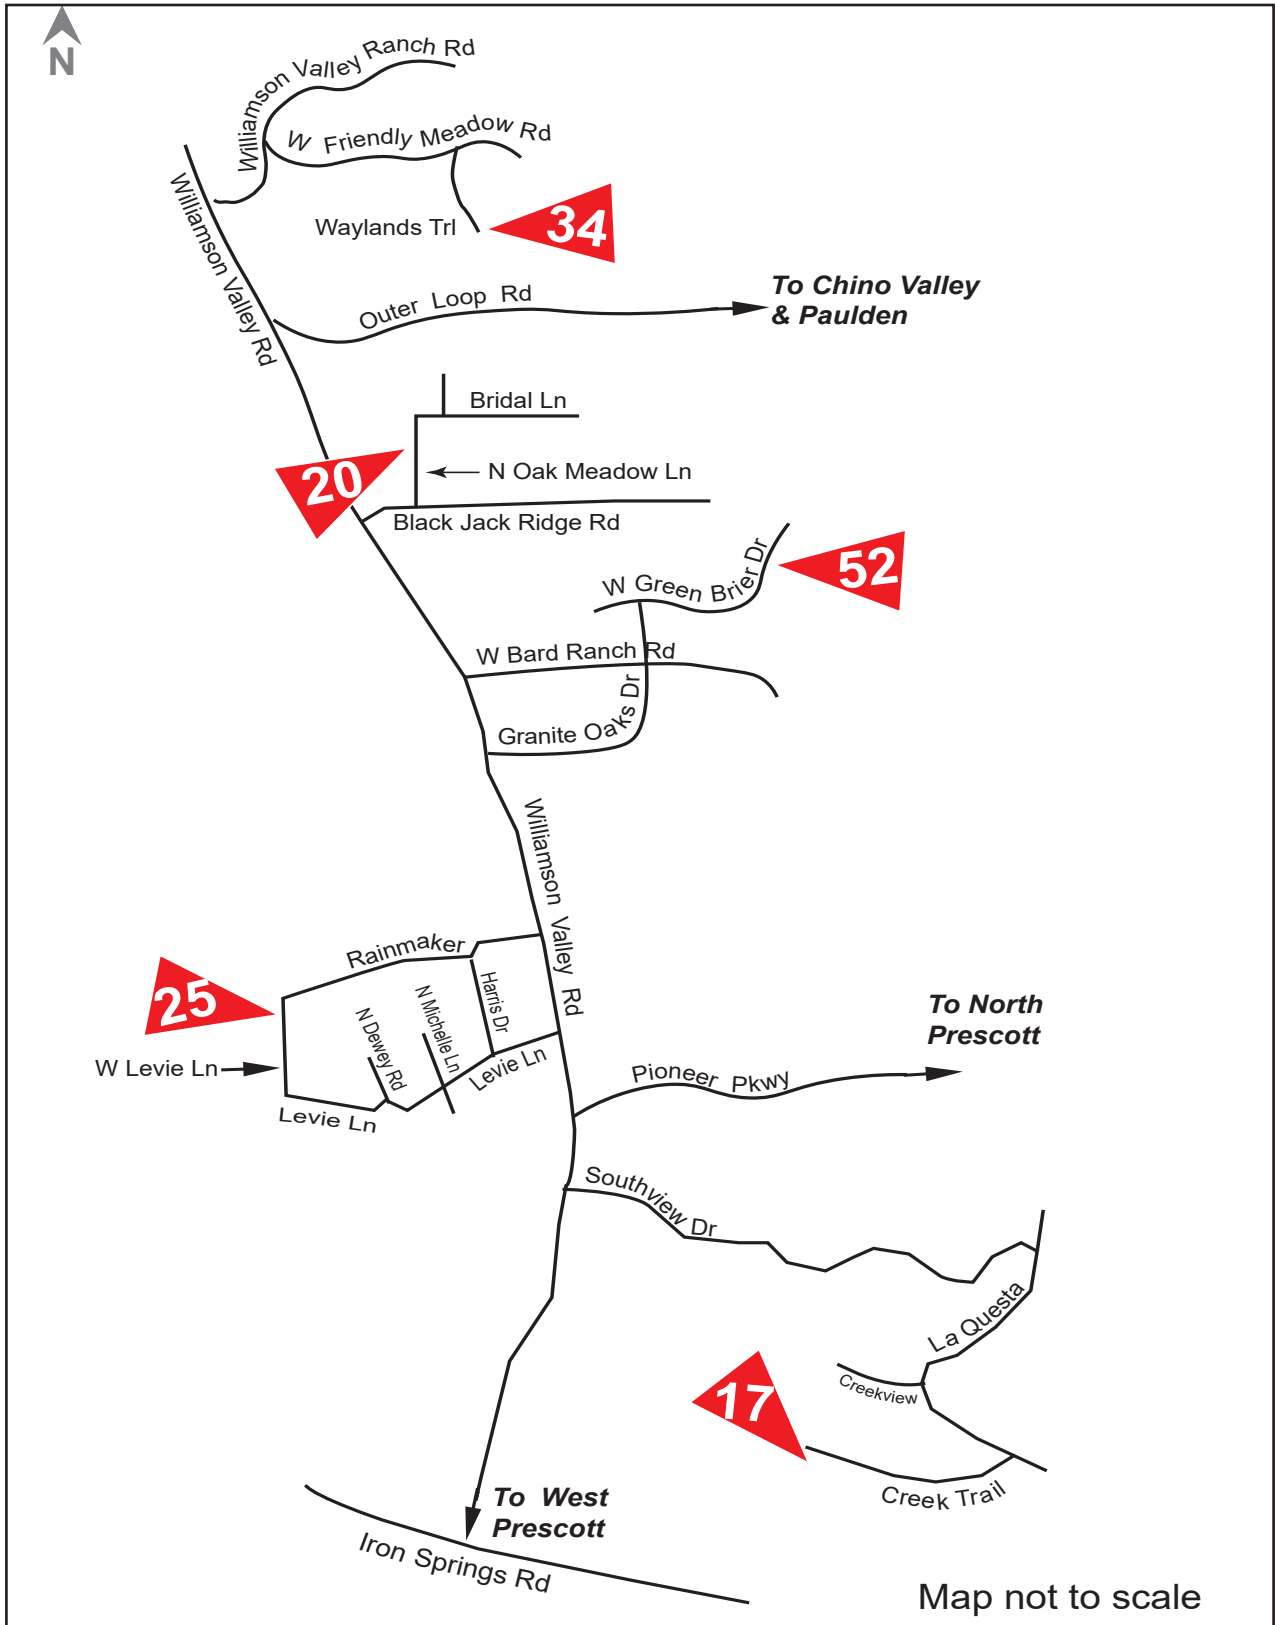 N
Williamson Valley Ranch Rd
W Friendly Meadow Rd
Williamson Valley Rd
Waylands Trl
34
Outer Loop Rd
To Chino Valley
& Paulden
Bridal Ln
20
N Oak Meadow Ln
Black Jack Ridge Rd
W Green Brier Dr
52
W Bard Ranch Rd
Granite Oaks Dr
Williamson Valley Rd
Rainmaker
25
Harris Dr
N Michelle Ln
N Dewey Rd
W Levie Ln
Levie Ln
Levie Ln
To North
Prescott
Pioneer Pkwy
Southview Dr
La Questa
Creekview
17
Creek Trail
To West
Prescott
Iron Springs Rd
Map not to scale